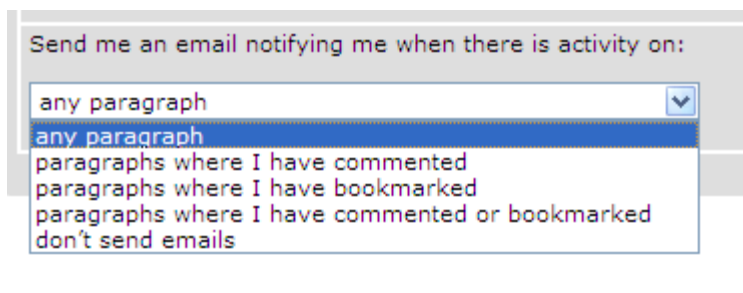 Send me an email notifying me when there is activity on:
any paragraph
any paragraph
paragraphs where I have commented
paragraphs where I have bookmarked
paragraphs where I have commented or bookmarked
don't send emails